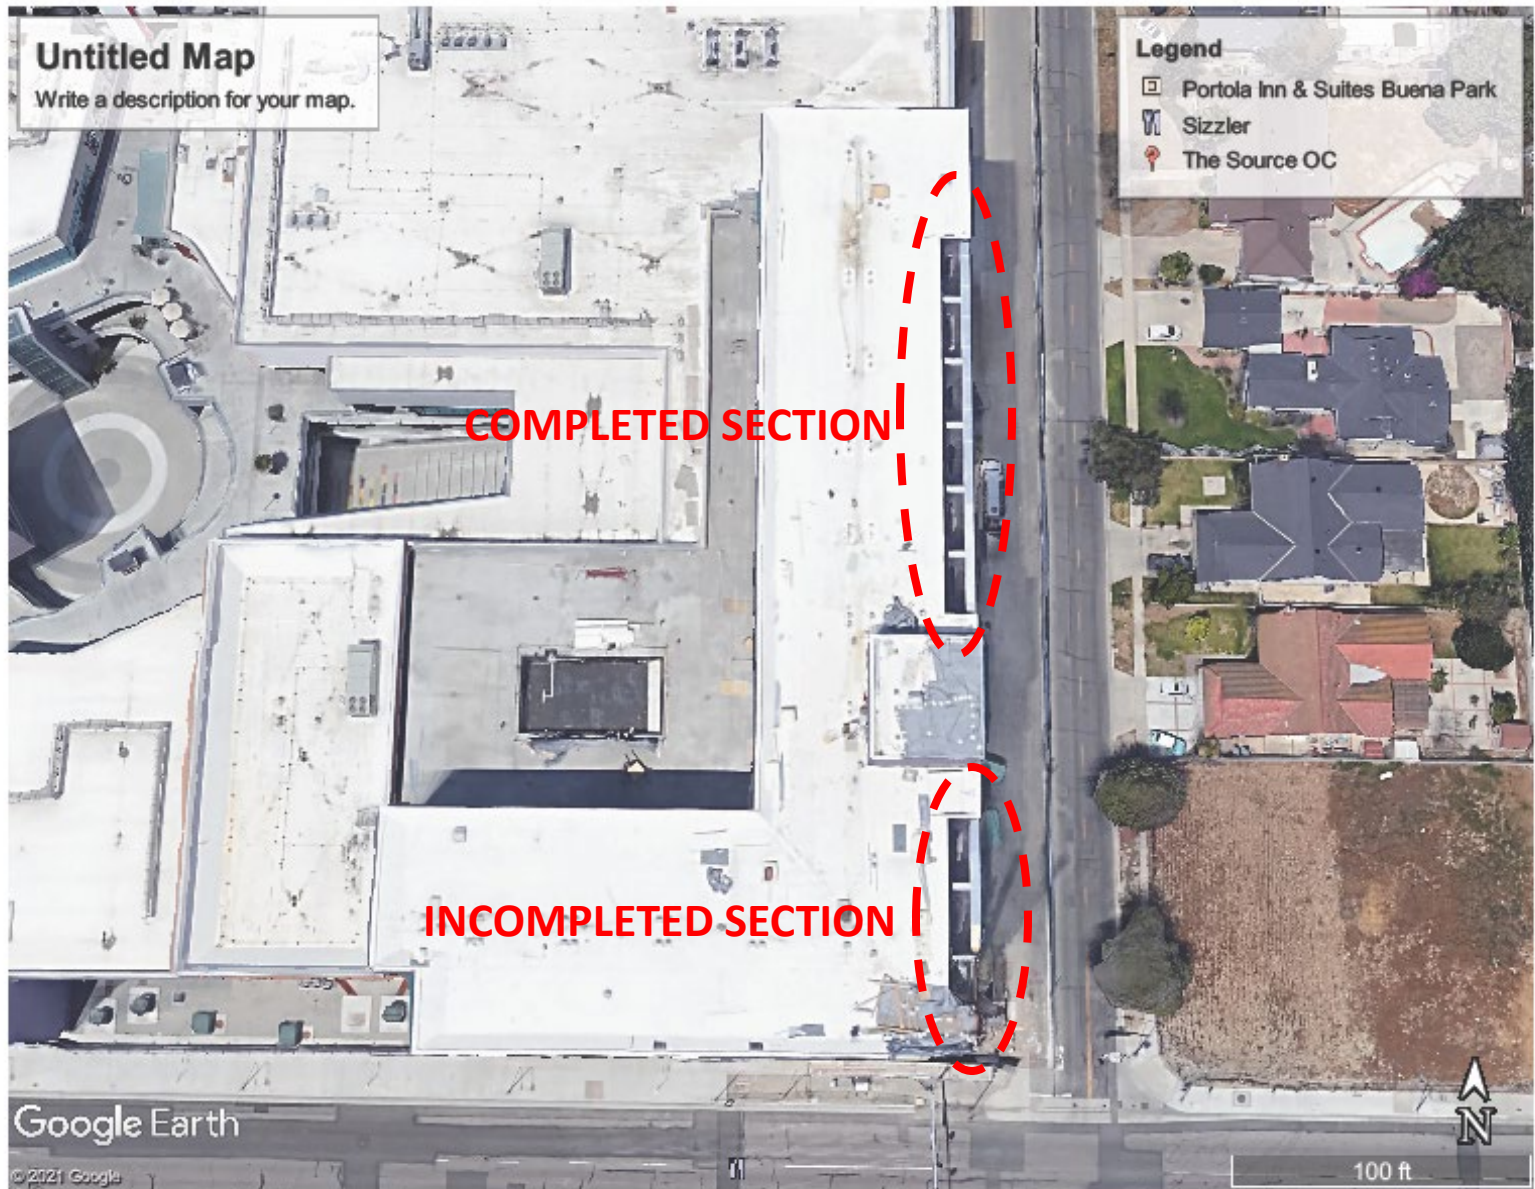 Untitled Map
Write a description for your map.
Legend
Portola Inn & Suites Buena Park
Sizzler
The Source OC
COMPLETED SECTION
INCOMPLETED SECTION
Google Earth
N
© 2021 Google
100 ft